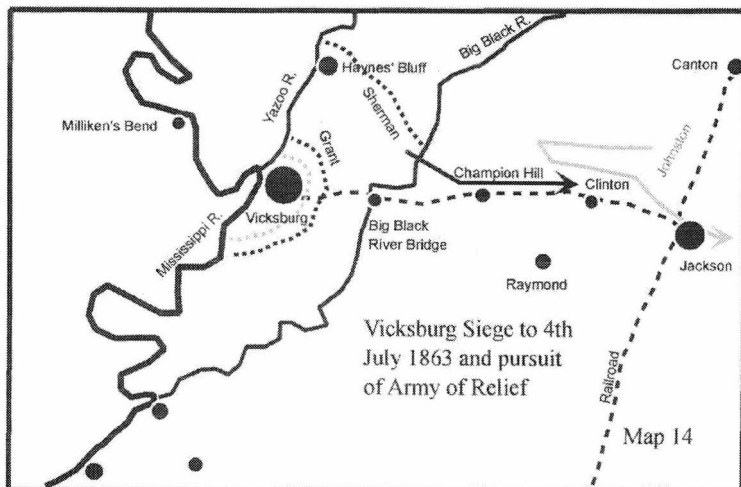 Big Black R.
Canton
Haynes' Bluff
Yazoo R.
Milliken's Bend
Sherman
Grant
Johnston
Champion Hill
Clinton
Vicksburg
Big Black
River Bridge
Mississippi R.
Jackson
Raymond
Vicksburg Siege to 4th
July 1863 and pursuit
of Army of Relief
Railroad
Map 14